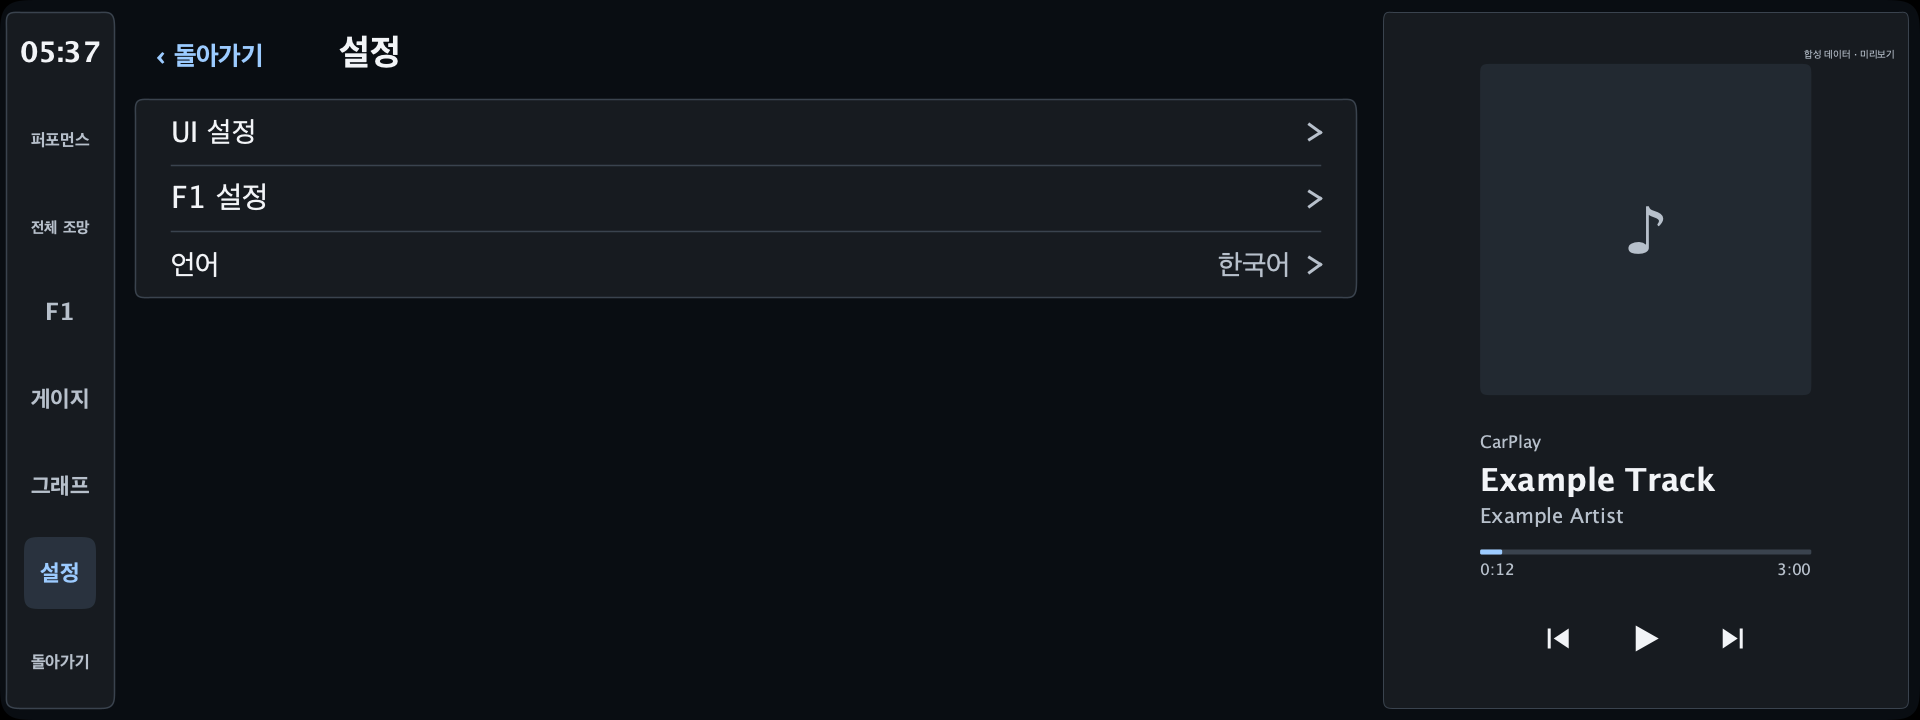 05:37
퍼포먼스
전체 조망
F1
게이지
그래프
설정
돌아가기
‹ 돌아가기
설정
UI 설정
F1 설정
언어
한국어
합성 데이터 · 미리보기
CarPlay
Example Track
Example Artist
0:12
3:00